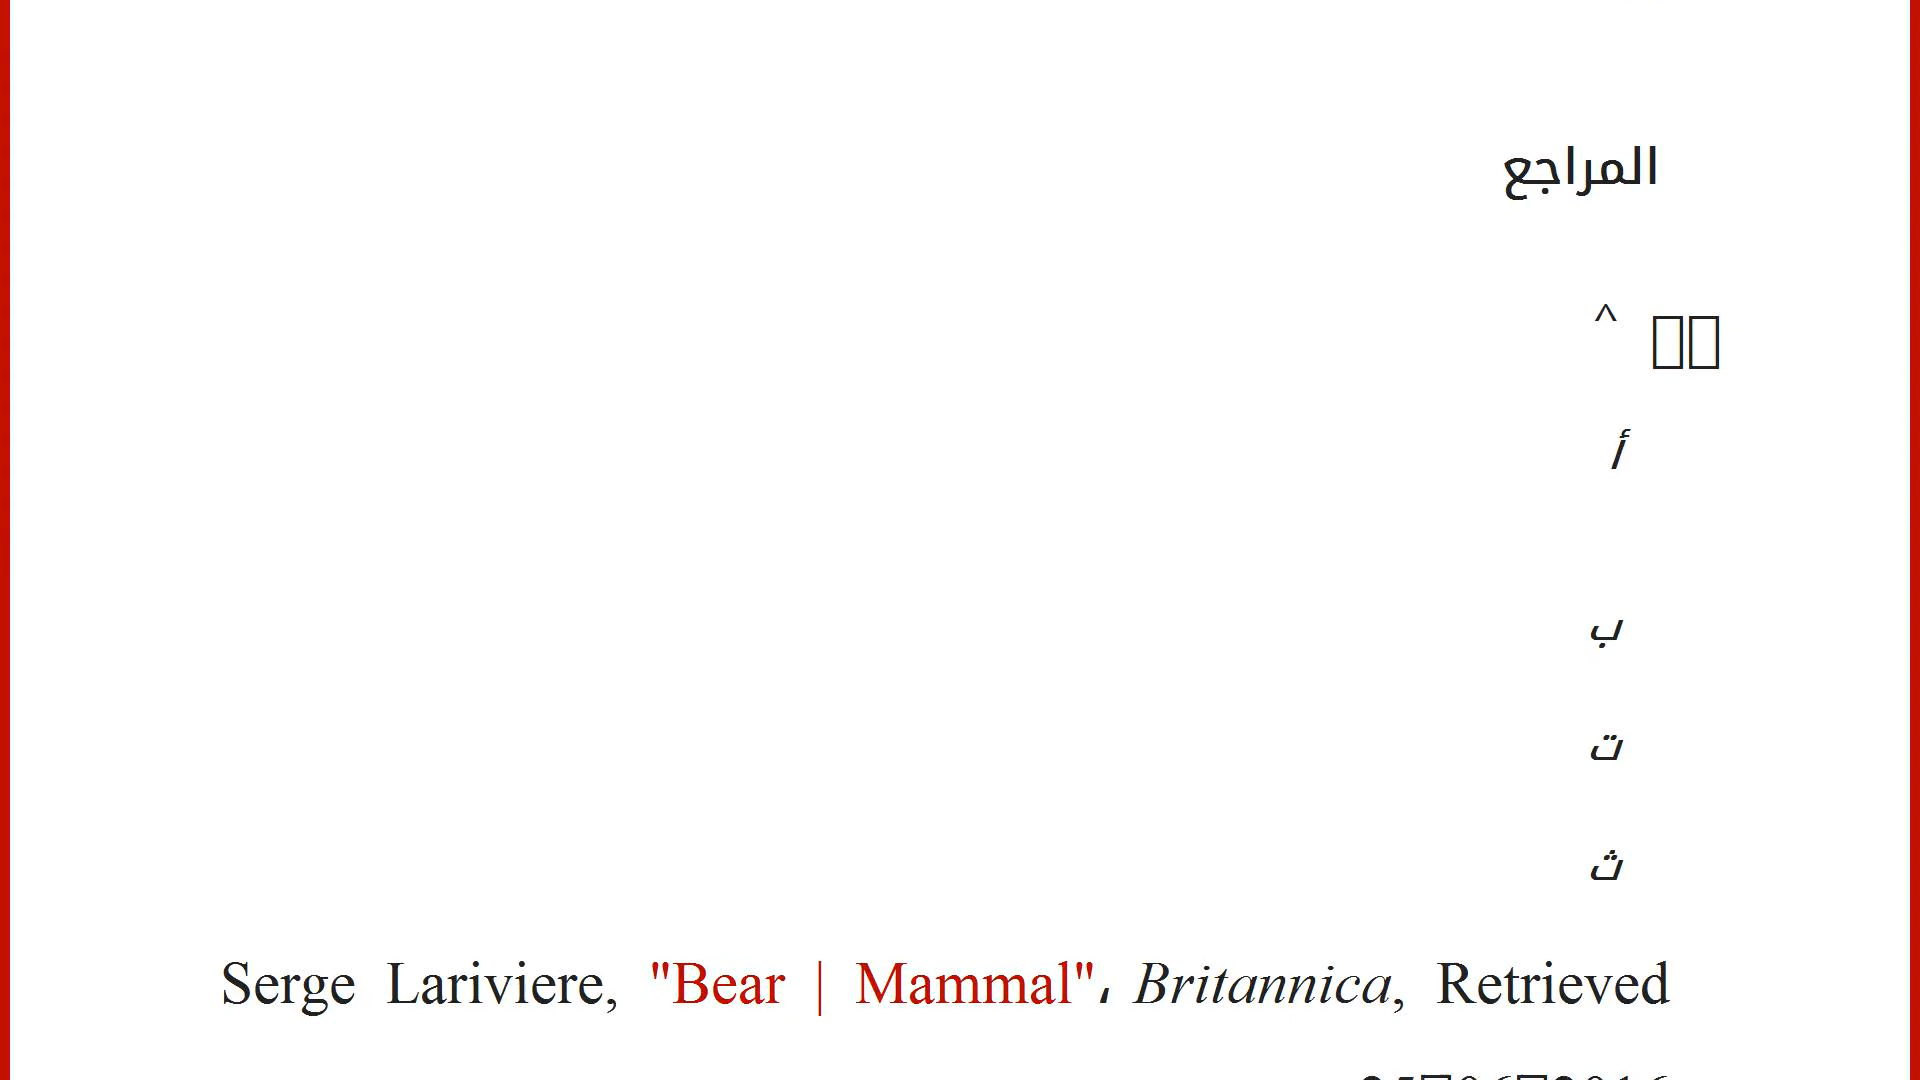 المراجع
^
أ
ب
ت
ث
Serge Lariviere, "Bear | Mammal"، Britannica, Retrieved